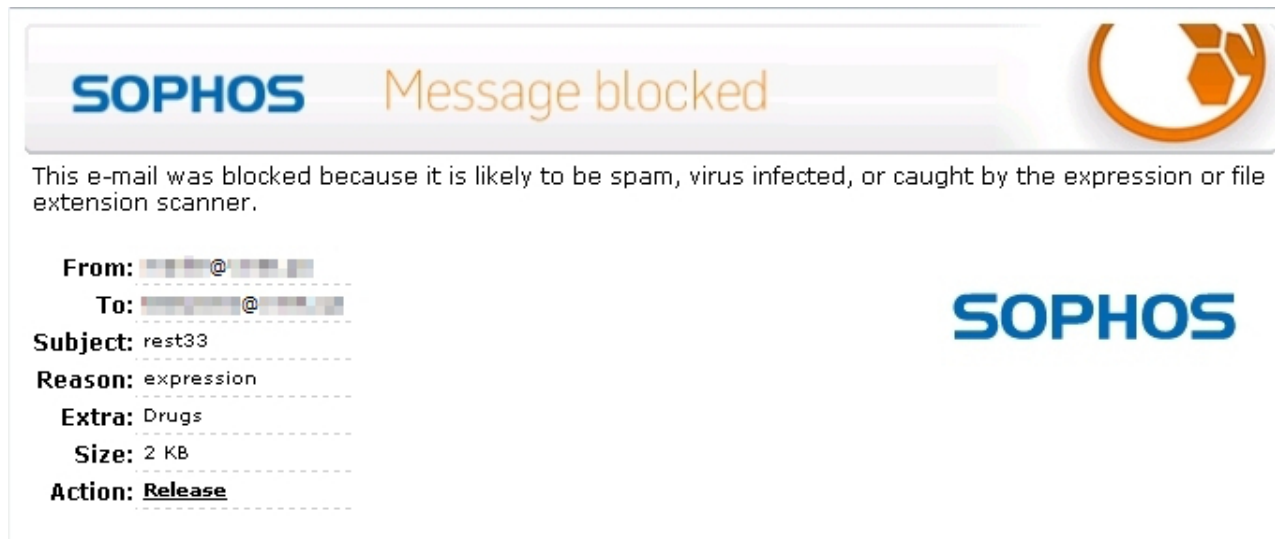 SOPHOS Message blocked
This e-mail was blocked because it is likely to be spam, virus infected, or caught by the expression or file
extension scanner.
From: @
To: @
Subject: rest33
Reason: expression
Extra: Drugs
Size: 2 KB
Action: Release
SOPHOS